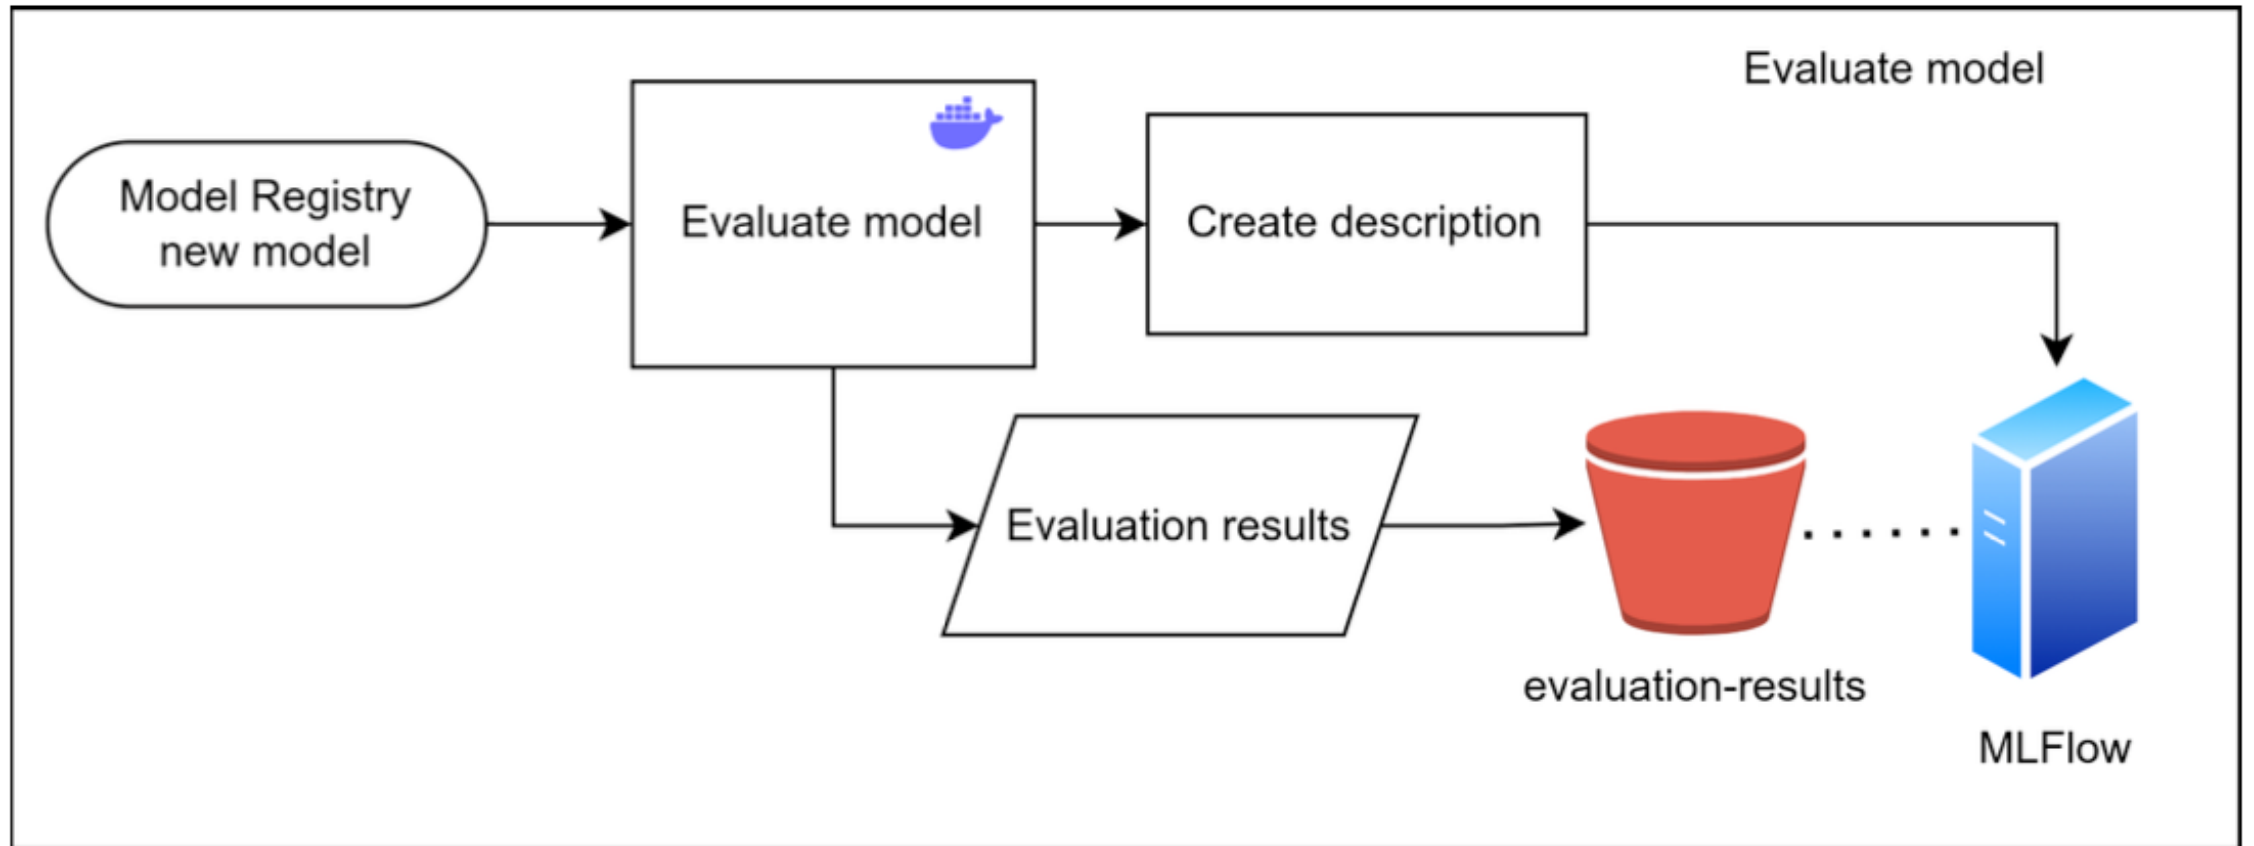 Evaluate model
Model Registry
new model
Evaluate model
Create description
Evaluation results
evaluation-results
MLFlow